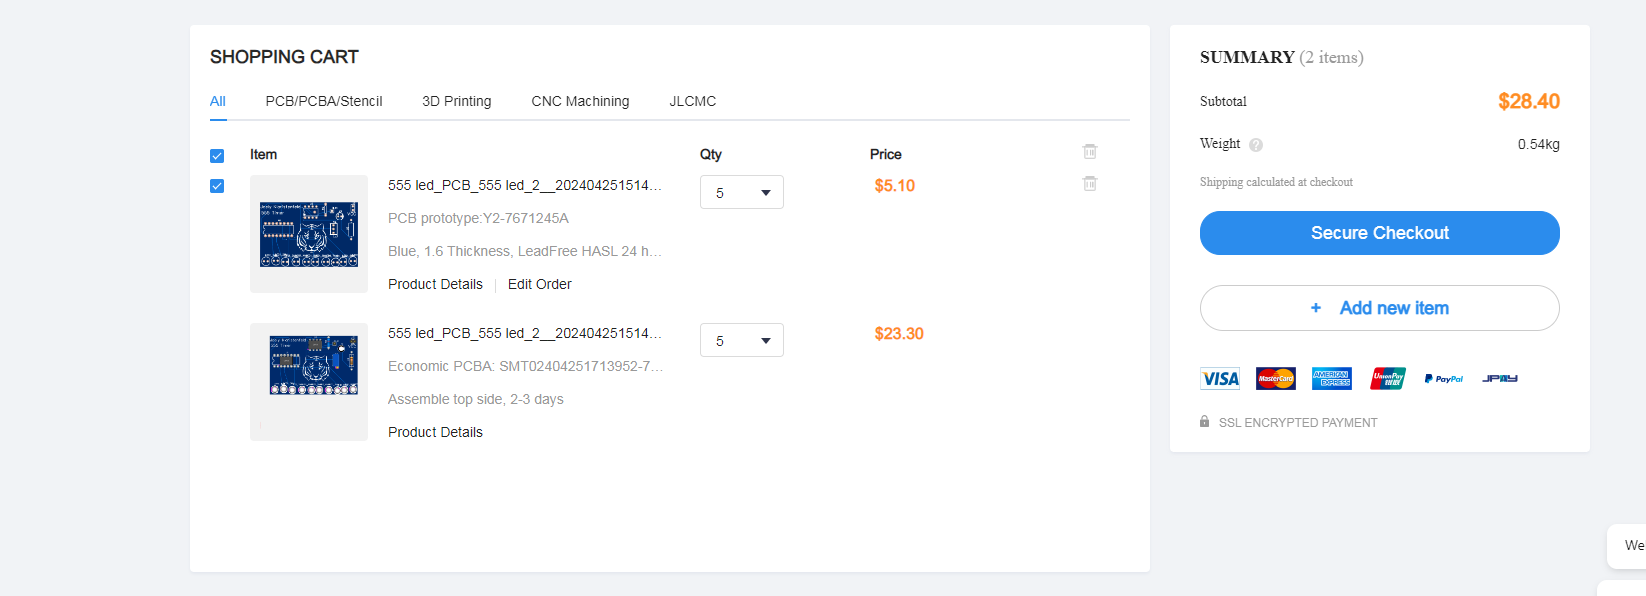 SHOPPING CART
All PCB/PCBA/Stencil 3D Printing CNC Machining JLCMC
Item Qty Price
555 led_PCB_555 led_2__202404251514... 5 $5.10
PCB prototype:Y2-7671245A
Blue, 1.6 Thickness, LeadFree HASL 24 h...
Product Details Edit Order
555 Timer
555 led_PCB_555 led_2__202404251514... 5 $23.30
Economic PCBA: SMT02404251713952-7...
Assemble top side, 2-3 days
Product Details
555 Timer
SUMMARY (2 items)
Subtotal $28.40
Weight ? 0.54kg
Shipping calculated at checkout
Secure Checkout
+ Add new item
VISA MasterCard AMERICAN EXPRESS UnionPay PayPal JPAY
SSL ENCRYPTED PAYMENT
We